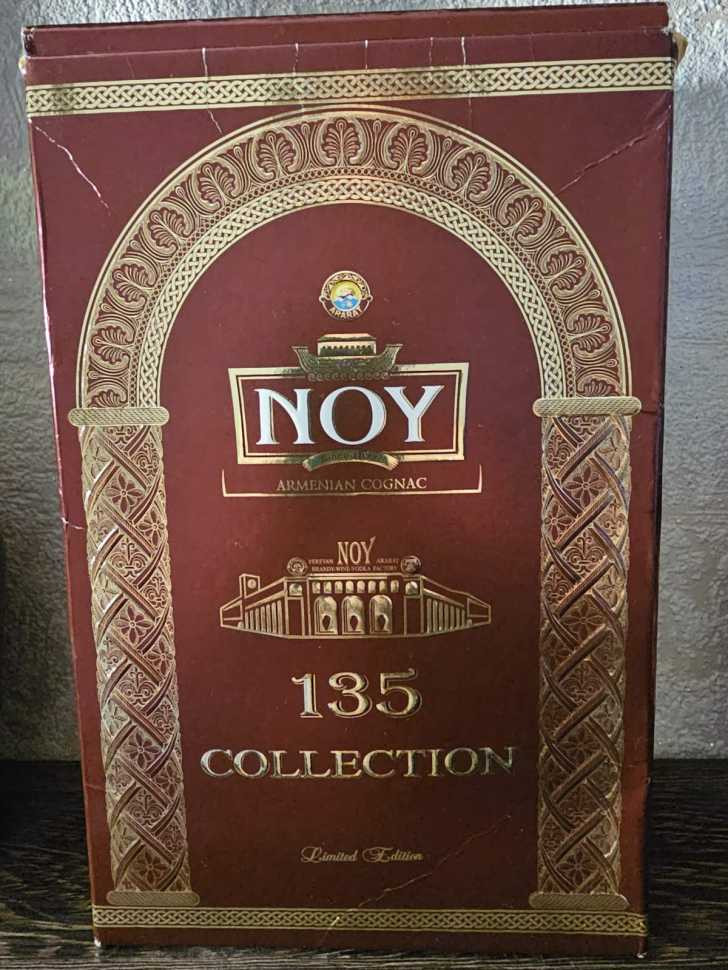 ARARAT
NOY
ARMENIAN COGNAC
YEREVAN NOY ARARAT
BRANDY-WINE-VODKA FACTORY
135
COLLECTION
Limited Edition